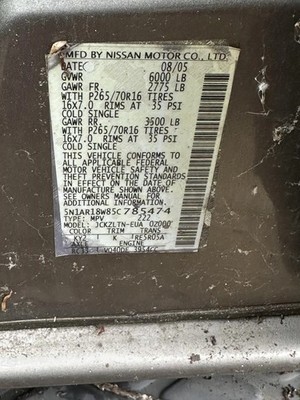 MFD BY NISSAN MOTOR CO., LTD.
DATE 08/05
GVWR 6000 LB
GAWR FR. 2775 LB
WITH P265/70R16 TIRES
16X7.0 RIMS AT 35 PSI
COLD SINGLE
GAWR RR. 3500 LB
WITH P265/70R16 TIRES
16X7.0 RIMS AT 35 PSI
COLD SINGLE
THIS VEHICLE CONFORMS TO
ALL APPLICABLE FEDERAL
MOTOR VEHICLE SAFETY AND
THEFT PREVENTION STANDARDS
IN EFFECT ON THE DATE OF
MANUFACTURE SHOWN ABOVE.
SEE OWNERS MANUAL FOR
ADDITIONAL INFORMATION.
5N1AR18W85C785474
TYPE: MPV
MODEL: JCKZLTN-EUA
COLOR TRIM TRANS
K RE5R05A
ENGINE
VQ40DE 3954CC